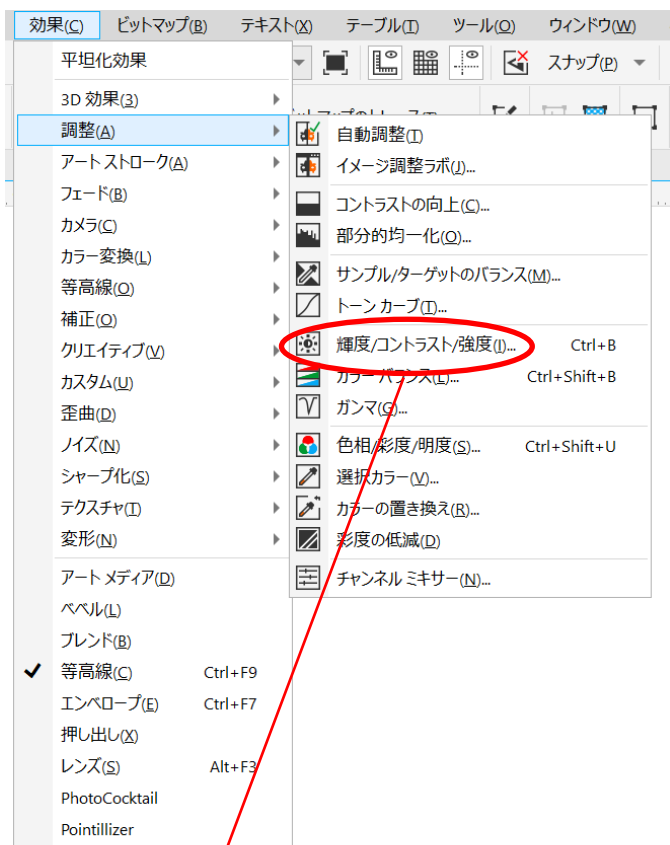 効果(C) ビットマップ(B) テキスト(X) テーブル(T) ツール(O) ウィンドウ(W)
スナップ(P)
平坦化効果
3D 効果(3)
調整(A)
アート ストローク(A)
フェード(B)
カメラ(C)
カラー変換(L)
等高線(O)
補正(O)
クリエイティブ(V)
カスタム(U)
歪曲(D)
ノイズ(N)
シャープ化(S)
テクスチャ(T)
変形(N)
アート メディア(D)
ベベル(L)
ブレンド(B)
等高線(C) Ctrl+F9
エンベロープ(E) Ctrl+F7
押し出し(X)
レンズ(S) Alt+F3
PhotoCocktail
Pointillizer
自動調整(T)
イメージ調整ラボ(J)...
コントラストの向上(C)...
部分的均一化(O)...
サンプル/ターゲットのバランス(M)...
トーン カーブ(T)...
輝度/コントラスト/強度(I)... Ctrl+B
カラー バランス(L)... Ctrl+Shift+B
ガンマ(G)...
色相/彩度/明度(S)... Ctrl+Shift+U
選択カラー(V)...
カラーの置き換え(R)...
彩度の低減(D)
チャンネル ミキサー(N)...